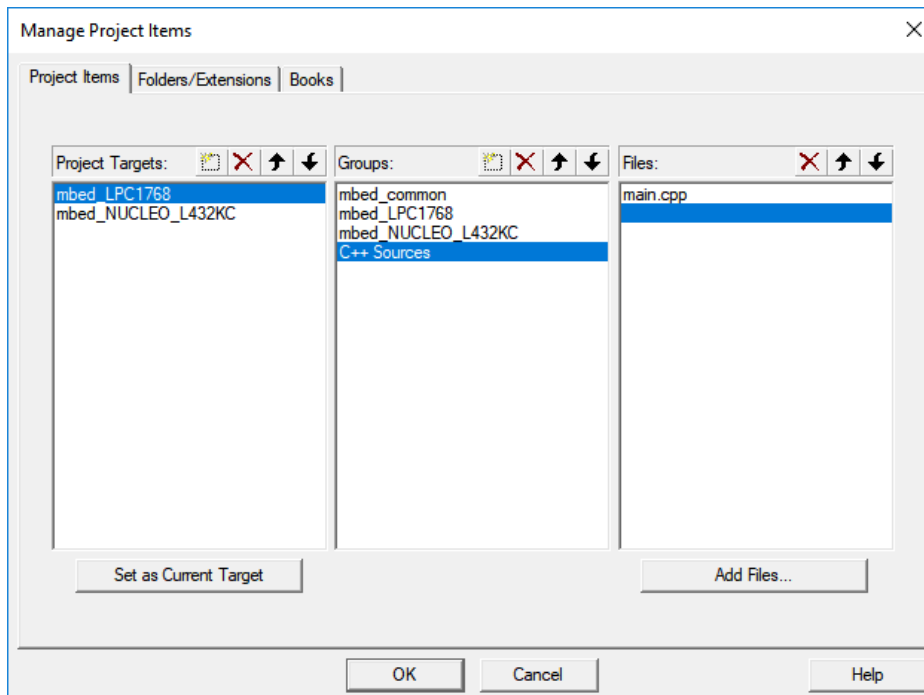 Manage Project Items
Project Items
Folders/Extensions
Books
Project Targets:
mbed_LPC1768
mbed_NUCLEO_L432KC
Set as Current Target
Groups:
mbed_common
mbed_LPC1768
mbed_NUCLEO_L432KC
C++ Sources
Files:
main.cpp
Add Files...
OK
Cancel
Help